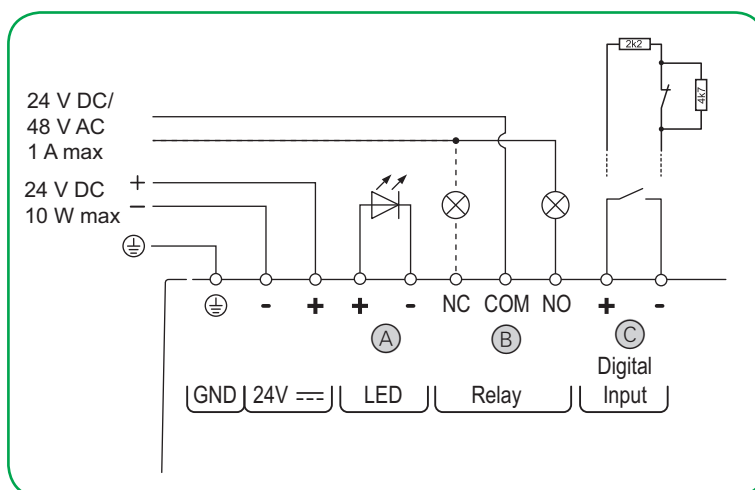 2k2
4k7
24 V DC/
48 V AC
1 A max
24 V DC +
10 W max -
- + + - NC COM NO + -
A B C
Digital
GND 24V LED Relay Input